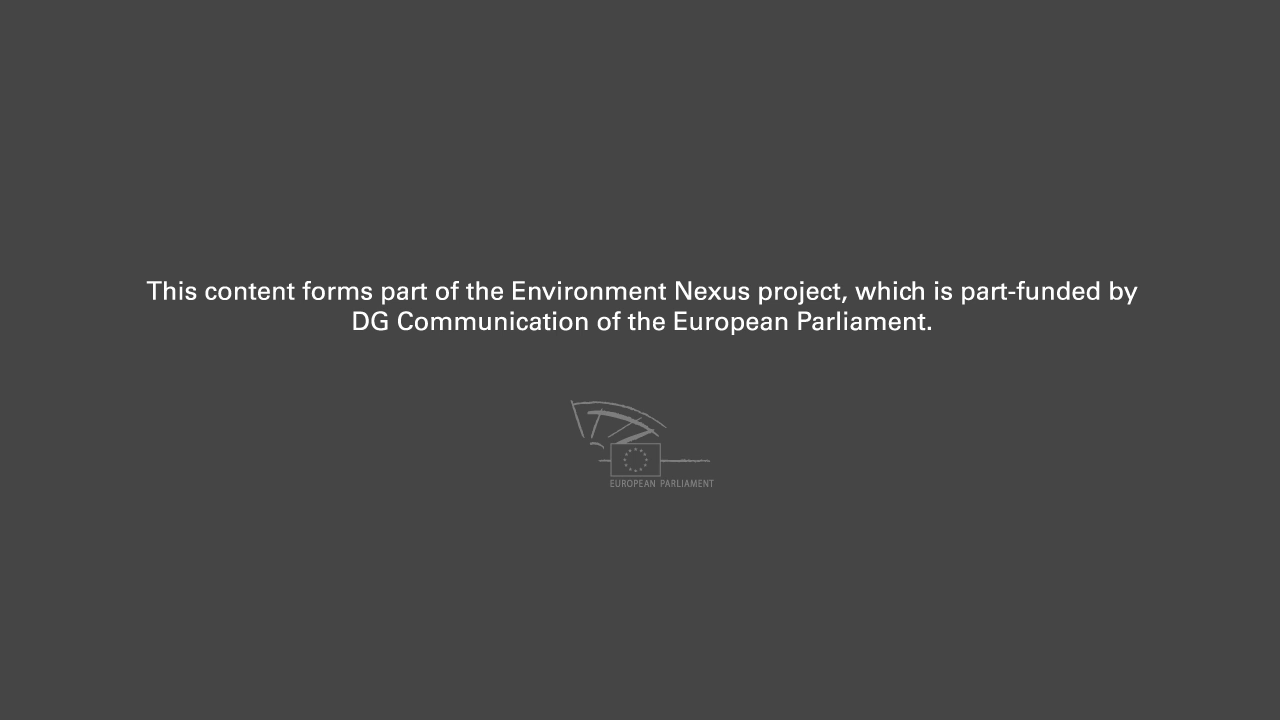 This content forms part of the Environment Nexus project, which is part-funded by
DG Communication of the European Parliament.
EUROPEAN PARLIAMENT